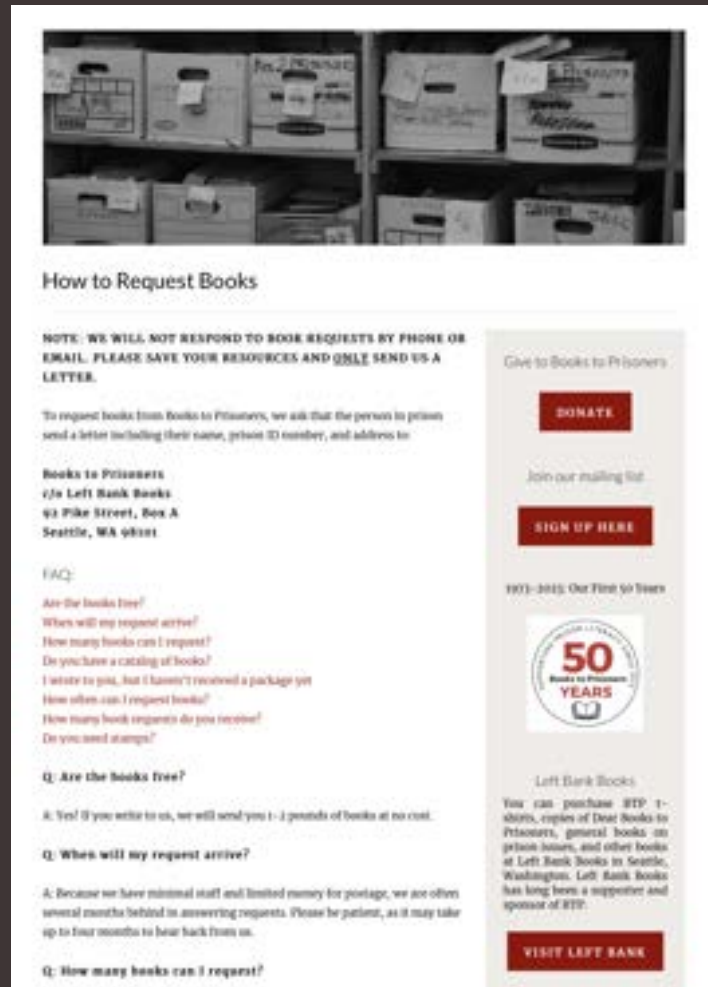 How to Request Books
NOTE: WE WILL NOT RESPOND TO BOOK REQUESTS BY PHONE OR
EMAIL. PLEASE SAVE YOUR RESOURCES AND ONLY SEND US A
LETTER.
To request books from Books to Prisoners, we ask that the person in prison
send a letter including their name, prison ID number, and address to:
Books to Prisoners
c/o Left Bank Books
92 Pike Street, Box A
Seattle, WA 98101
FAQ:
Are the books free?
When will my request arrive?
How many books can I request?
Do you have a catalog of books?
I wrote to you, but I haven't received a package yet
How often can I request books?
How many book requests do you receive?
Do you need stamps?
Q: Are the books free?
A: Yes! If you write to us, we will send you 1-2 pounds of books at no cost.
Q: When will my request arrive?
A: Because we have minimal staff and limited money for postage, we are often
several months behind in answering requests. Please be patient, as it may take
up to four months to hear back from us.
Q: How many books can I request?
Give to Books to Prisoners
DONATE
Join our mailing list
SIGN UP HERE
1973-2023: Our First 50 Years
50
Books to Prisoners
YEARS
Left Bank Books
You can purchase BTP t-
shirts, copies of Dear Books to
Prisoners, general books on
prison issues, and other books
at Left Bank Books in Seattle,
Washington. Left Bank Books
has long been a supporter and
sponsor of BTP.
VISIT LEFT BANK